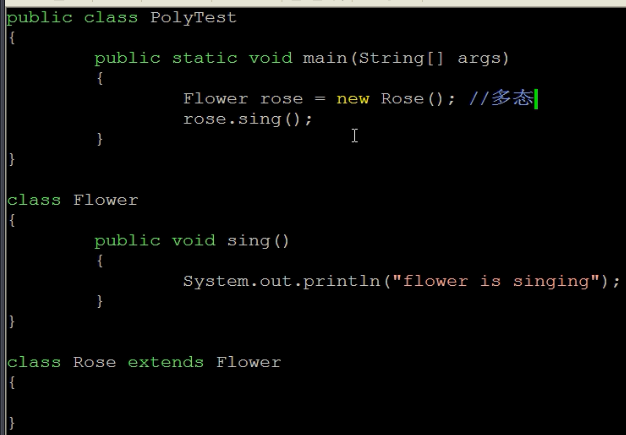 public class PolyTest
{
public static void main(String[] args)
{
Flower rose = new Rose(); //多态
rose.sing();
}
}
class Flower
{
public void sing()
{
System.out.println("flower is singing");
}
}
class Rose extends Flower
{
}